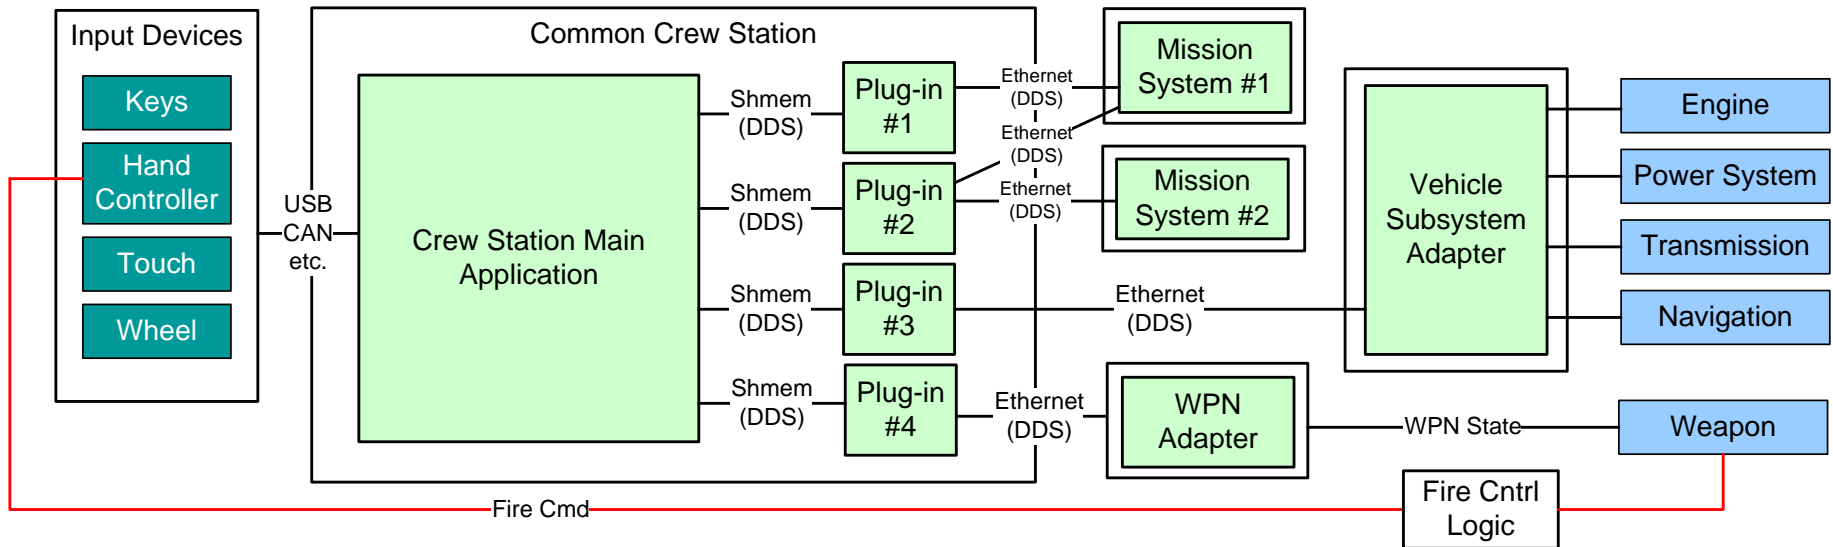 Input Devices
Keys
Hand
Controller
Touch
Wheel
USB
CAN
etc.
Common Crew Station
Crew Station Main
Application
Shmem
(DDS)
Plug-in
#1
Shmem
(DDS)
Plug-in
#2
Shmem
(DDS)
Plug-in
#3
Shmem
(DDS)
Plug-in
#4
Ethernet
(DDS)
Ethernet
(DDS)
Ethernet
(DDS)
Ethernet
(DDS)
Ethernet
(DDS)
Mission
System #1
Mission
System #2
WPN
Adapter
Vehicle
Subsystem
Adapter
Engine
Power System
Transmission
Navigation
WPN State
Weapon
Fire Cmd
Fire Cntrl
Logic